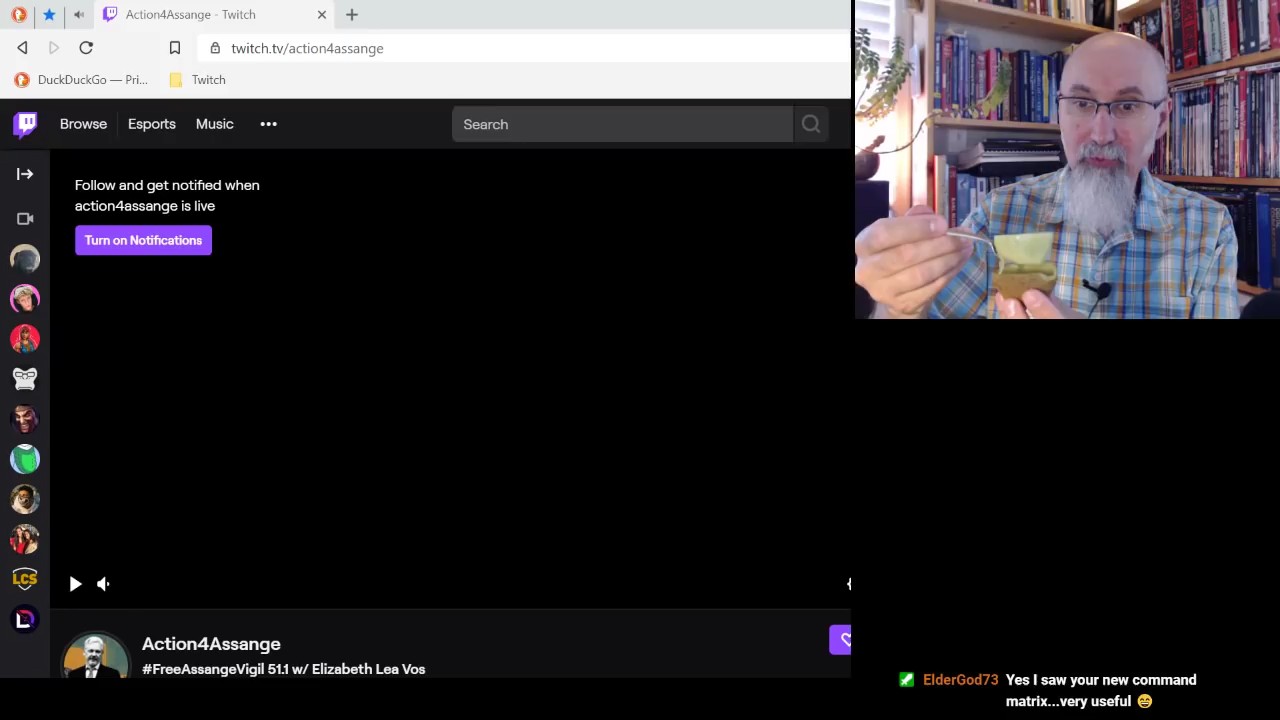 Action4Assange - Twitch
twitch.tv/action4assange
DuckDuckGo — Pri...
Twitch
Browse
Esports
Music
Search
Follow and get notified when
action4assange is live
Turn on Notifications
LCS
Action4Assange
#FreeAssangeVigil 51.1 w/ Elizabeth Lea Vos
ElderGod73 Yes I saw your new command
matrix...very useful 😄